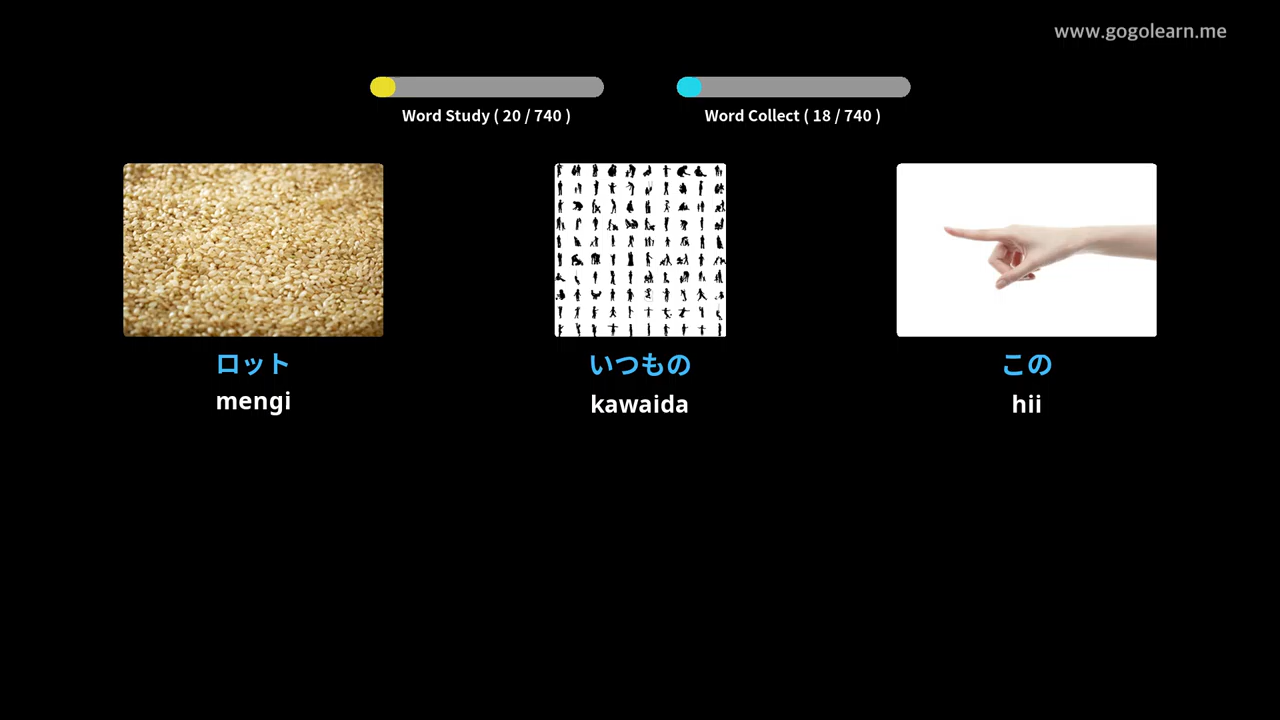 www.gogolearn.me
Word Study ( 20 / 740 )
Word Collect ( 18 / 740 )
ロット
いつもの
この
mengi
kawaida
hii